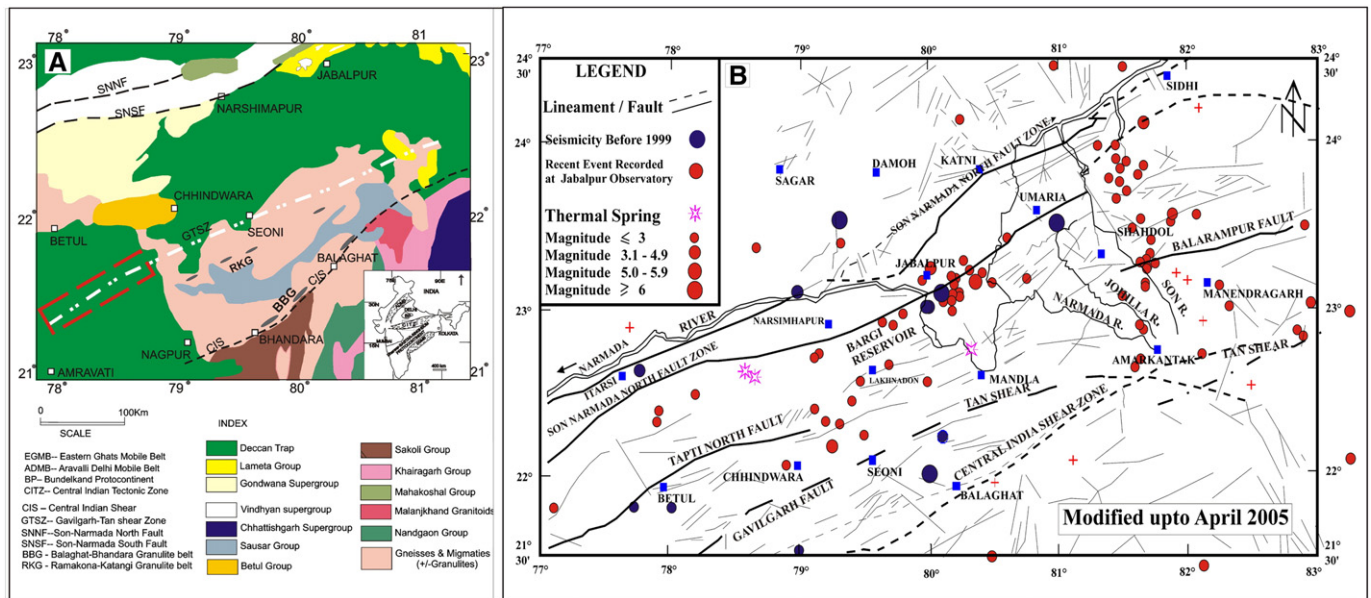 78°
79°
80°
81°
A
23°
23°
SNNF
SNSF
JABALPUR
NARSHIMAPUR
CHHINDWARA
22°
22°
GTSZ
SEONI
BETUL
RKG
BALAGHAT
CIS
BBG
INDIA
DELHI
KOLKATA
NAGPUR
CIS
BHANDARA
21°
21°
AMRAVATI
78°
79°
80°
81°
0 100Km
SCALE
INDEX
EGMB-- Eastern Ghats Mobile Belt
ADMB-- Aravalli Delhi Mobile Belt
BP-- Bundelkand Protocontinent
CITZ-- Central Indian Tectonic Zone
CIS -- Central Indian Shear
GTSZ-- Gavilgarh-Tan shear Zone
SNNF--Son-Narmada North Fault
SNSF-- Son-Narmada South Fault
BBG - Balaghat-Bhandara Granulite belt
RKG - Ramakona-Katangi Granulite belt
Deccan Trap
Lameta Group
Gondwana Supergroup
Vindhyan supergroup
Chhattishgarh Supergroup
Sausar Group
Betul Group
Sakoli Group
Khairagarh Group
Mahakoshal Group
Malanjkhand Granitoids
Nandgaon Group
Gneisses & Migmaties
(+/-Granulites)
77°
78°
79°
80°
81°
82°
83°
24°
30'
24°
30'
B
LEGEND
Lineament / Fault
Seismicity Before 1999
Recent Event Recorded
at Jabalpur Observatory
Thermal Spring
Magnitude ≤ 3
Magnitude 3.1 - 4.9
Magnitude 5.0 - 5.9
Magnitude ≥ 6
N
SIDHI
24°
24°
SAGAR
DAMOH
KATNI
SON NARMADA NORTH FAULT ZONE
UMARIA
SHAHDOL
BALARAMPUR FAULT
JABALPUR
MANENDRAGARH
23°
23°
NARSIMHAPUR
RIVER
NARMADA
BARGI
RESERVOIR
NARMADA R.
JOHILLA R.
SON R.
AMARKANTAK
ITARSI
SON NARMADA NORTH FAULT ZONE
LAKHNADON
MANDLA
TAN SHEAR
TAN SHEAR
CENTRAL INDIA SHEAR ZONE
TAPTI NORTH FAULT
22°
22°
CHHINDWARA
SEONI
BETUL
BALAGHAT
GAVILGARH FAULT
Modified upto April 2005
21°
30'
21°
30'
77°
78°
79°
80°
81°
82°
83°